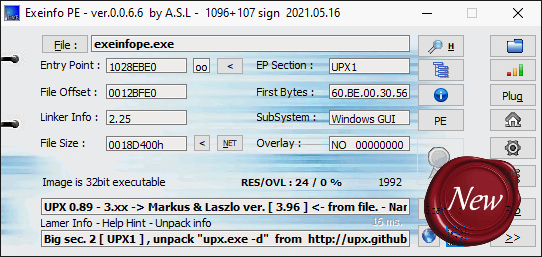 Exeinfo PE - ver.0.0.6.6 by A.S.L - 1096+107 sign 2021.05.16
File : exeinfope.exe H
Entry Point : 1028EBE0 oo < EP Section : UPX1
File Offset : 0012BFE0 First Bytes : 60.BE.00.30.56 Plug
Linker Info : 2.25 SubSystem : Windows GUI PE
File Size : 0018D400h < NET Overlay : NO 00000000
Image is 32bit executable RES/OVL : 24 / 0 % 1992
New
UPX 0.89 - 3.xx -> Markus & Laszlo ver. [ 3.96 ] <- from file. - Nar
Lamer Info - Help Hint - Unpack info 15 ms.
Big sec. 2 [ UPX1 ] , unpack "upx.exe -d" from http://upx.github >>